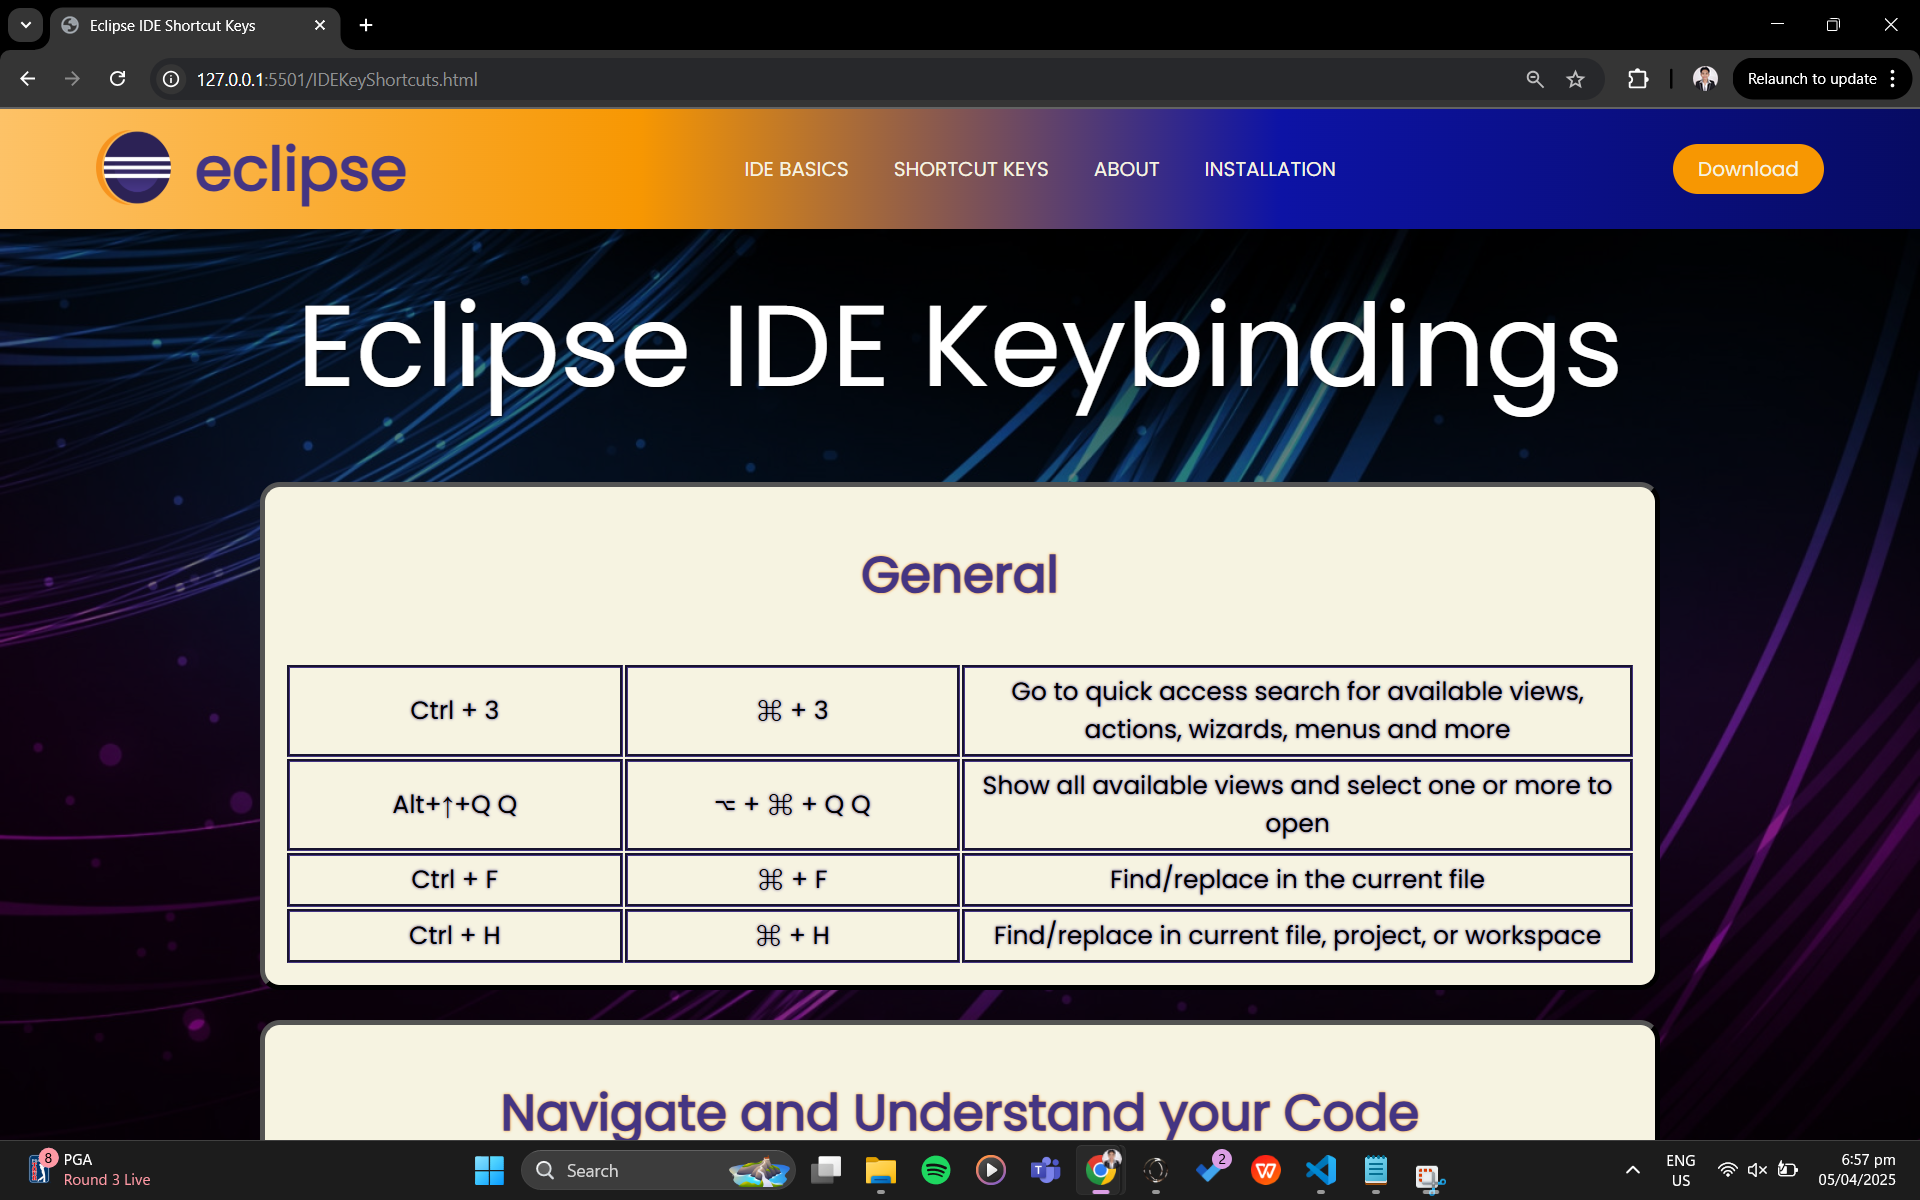 Eclipse IDE Shortcut Keys
127.0.0.1:5501/IDEKeyShortcuts.html
Relaunch to update
eclipse
IDE BASICS
SHORTCUT KEYS
ABOUT
INSTALLATION
Download
Eclipse IDE Keybindings
General
Ctrl + 3
⌘ + 3
Go to quick access search for available views,
actions, wizards, menus and more
Alt+↑+Q Q
⌥ + ⌘ + Q Q
Show all available views and select one or more to
open
Ctrl + F
⌘ + F
Find/replace in the current file
Ctrl + H
⌘ + H
Find/replace in current file, project, or workspace
Navigate and Understand your Code
8
PGA
Round 3 Live
Search
2
ENG
US
6:57 pm
05/04/2025